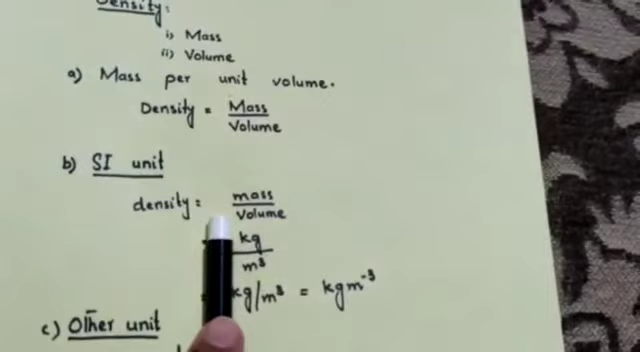 Density:
i) Mass
ii) Volume
a) Mass per unit volume.
Density = Mass
Volume
b) SI unit
density = mass
Volume
kg
m³
kg/m³ = kgm⁻³
c) Other unit